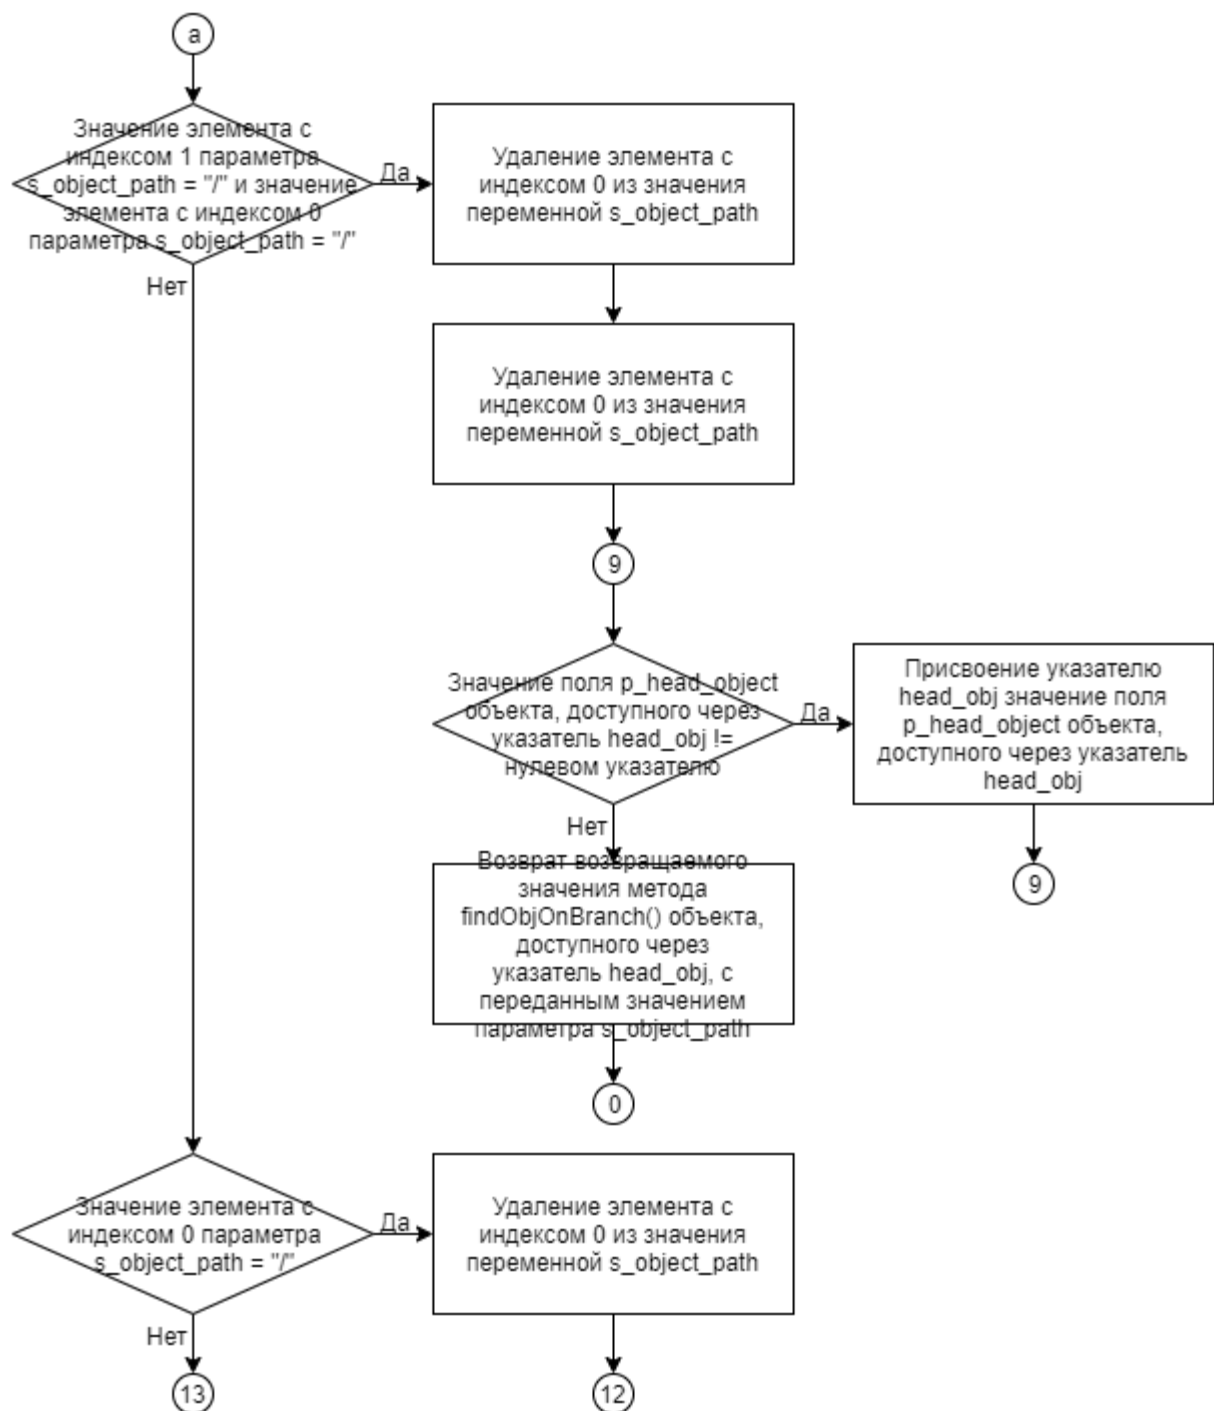 a
Значение элемента с
индексом 1 параметра
s_object_path = "/" и значение
элемента с индексом 0
параметра s_object_path = "/"
Да
Удаление элемента с
индексом 0 из значения
переменной s_object_path
Нет
Удаление элемента с
индексом 0 из значения
переменной s_object_path
9
Значение поля p_head_object
объекта, доступного через
указатель head_obj !=
нулевом указателю
Да
Присвоение указателю
head_obj значение поля
p_head_object объекта,
доступного через указатель
head_obj
Нет
9
Возврат возвращаемого
значения метода
findObjOnBranch() объекта,
доступного через
указатель head_obj, с
переданным значением
параметра s_object_path
0
Значение элемента с
индексом 0 параметра
s_object_path = "/"
Да
Удаление элемента с
индексом 0 из значения
переменной s_object_path
Нет
13
12